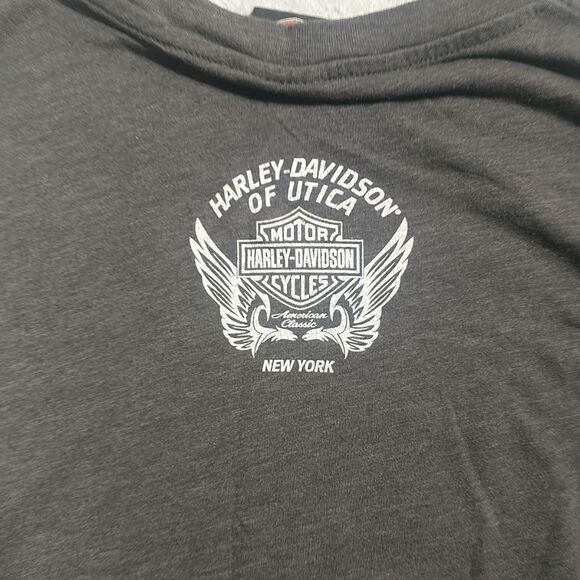 HARLEY-DAVIDSON®
OF UTICA
MOTOR
HARLEY-DAVIDSON
CYCLES
American
Classic
NEW YORK